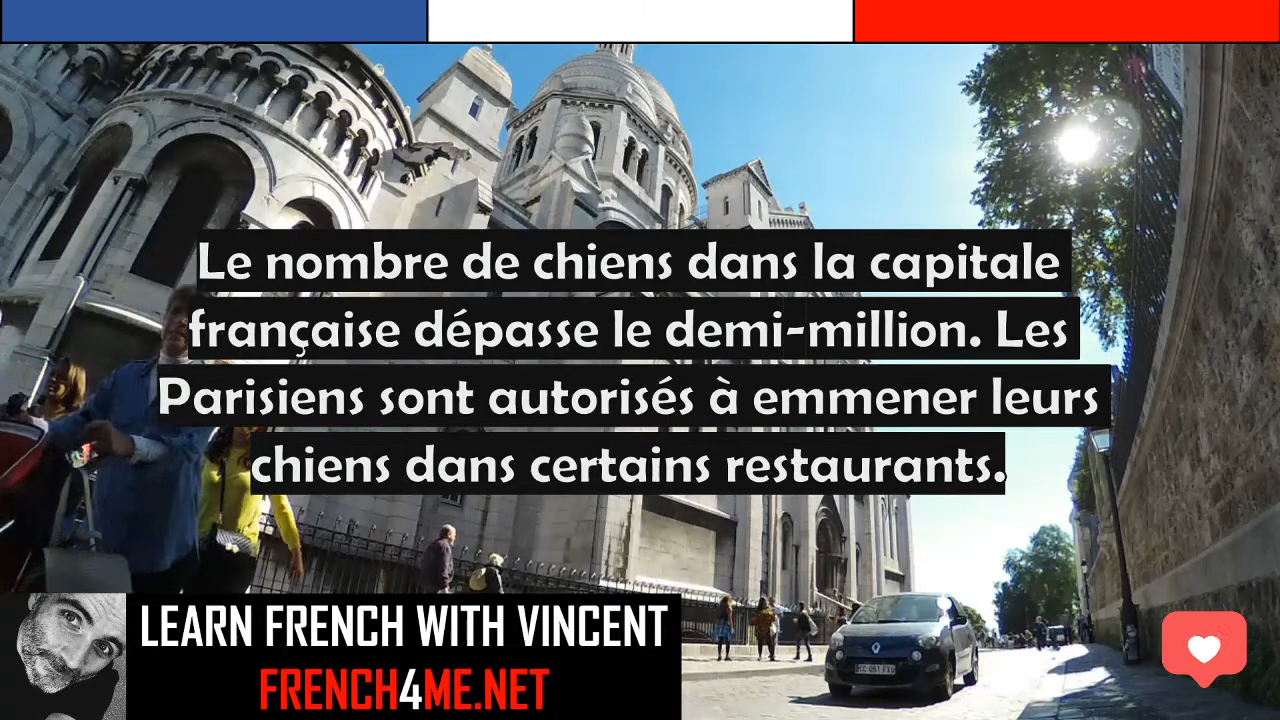 Le nombre de chiens dans la capitale
française dépasse le demi-million. Les
Parisiens sont autorisés à emmener leurs
chiens dans certains restaurants.
LEARN FRENCH WITH VINCENT
FRENCH4ME.NET